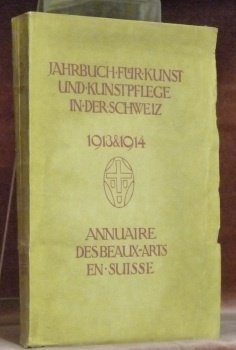 JAHRBUCH·FÜR·KUNST
UND·KUNSTPFLEGE
IN·DER·SCHWEIZ
1913&1914
ANNUAIRE
DES BEAUX-ARTS
EN·SUISSE